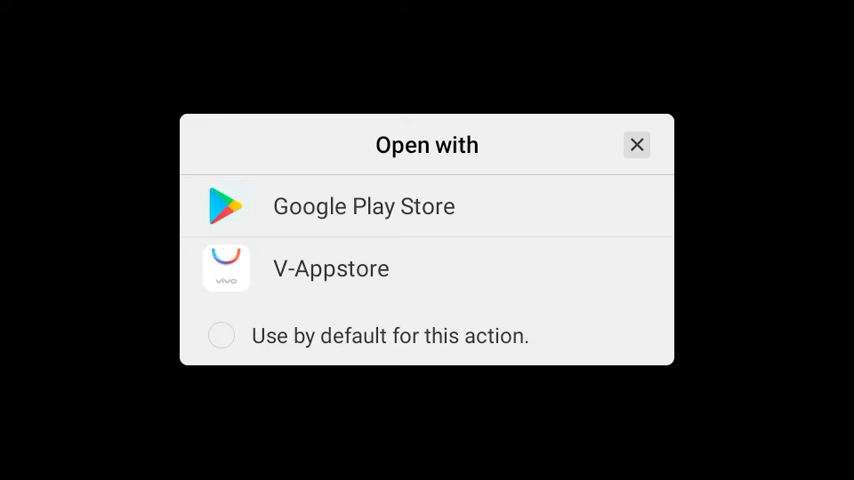 Open with
Google Play Store
vivo
V-Appstore
Use by default for this action.